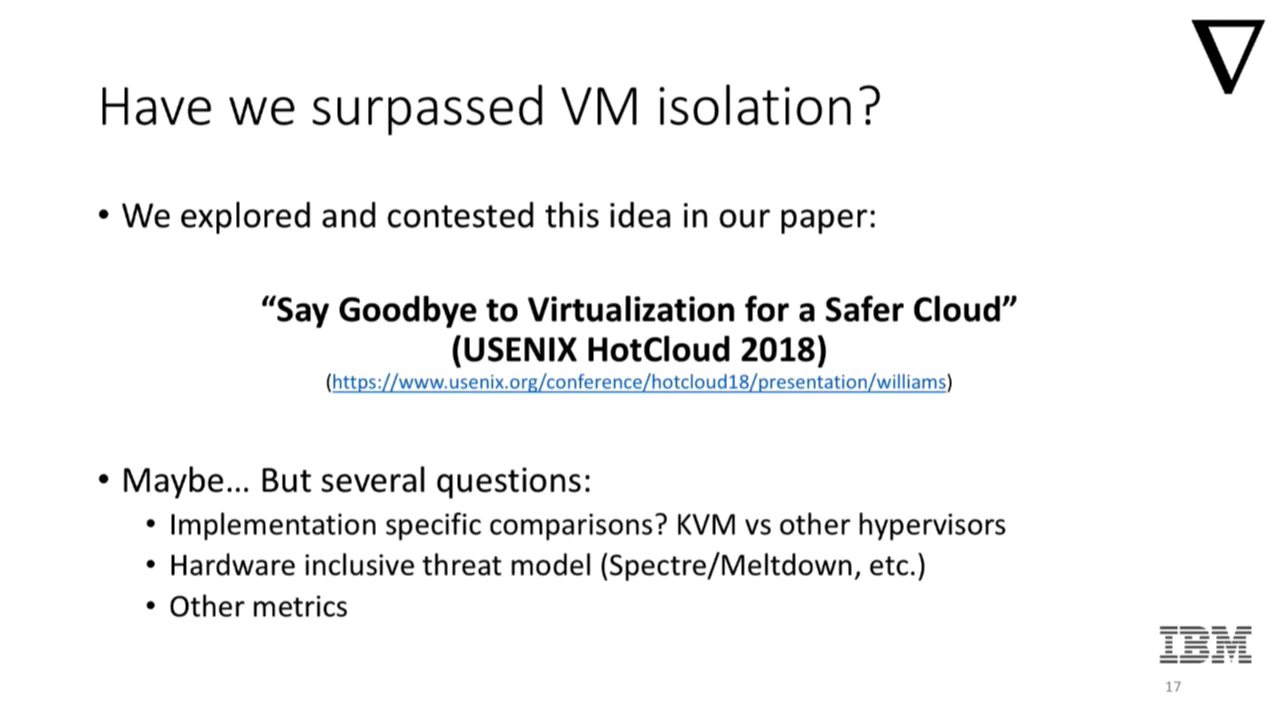 Have we surpassed VM isolation?
• We explored and contested this idea in our paper:
“Say Goodbye to Virtualization for a Safer Cloud”
(USENIX HotCloud 2018)
(https://www.usenix.org/conference/hotcloud18/presentation/williams)
• Maybe... But several questions:
• Implementation specific comparisons? KVM vs other hypervisors
• Hardware inclusive threat model (Spectre/Meltdown, etc.)
• Other metrics
IBM
17